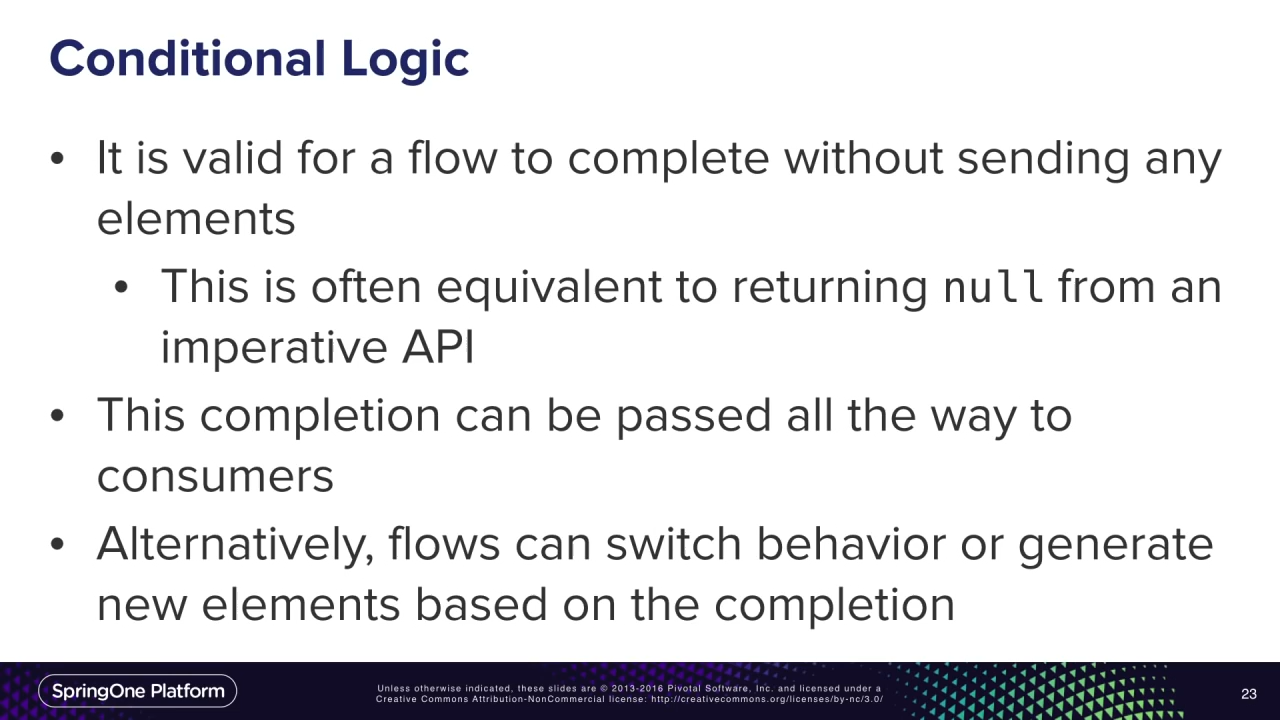 Conditional Logic
• It is valid for a flow to complete without sending any
elements
• This is often equivalent to returning null from an
imperative API
• This completion can be passed all the way to
consumers
• Alternatively, flows can switch behavior or generate
new elements based on the completion
SpringOne Platform
Unless otherwise indicated, these slides are © 2013-2016 Pivotal Software, Inc. and licensed under a
Creative Commons Attribution-NonCommercial license: http://creativecommons.org/licenses/by-nc/3.0/
23